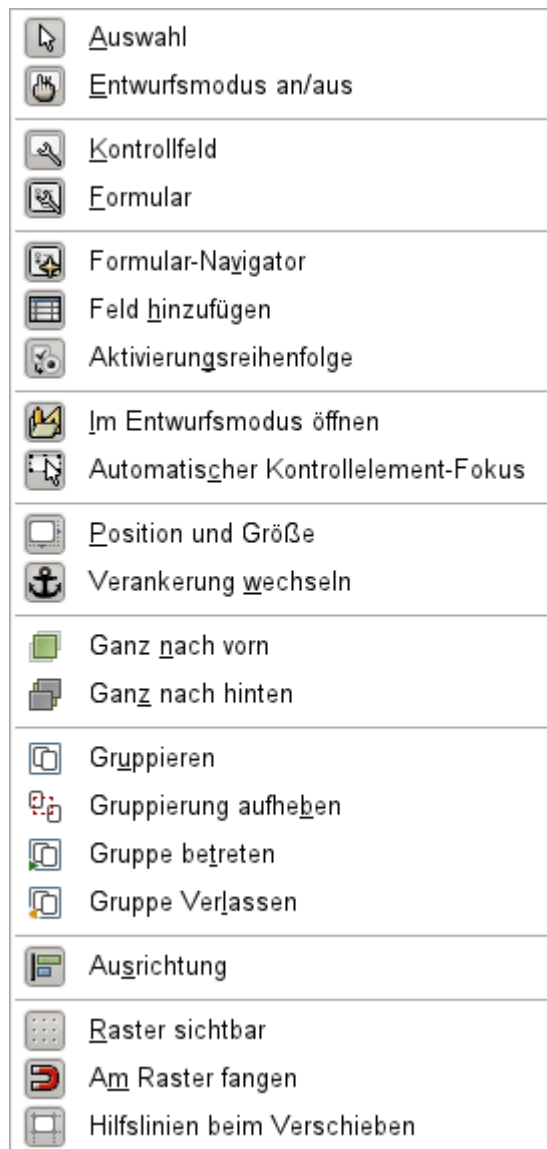 Auswahl
Entwurfsmodus an/aus
Kontrollfeld
Formular
Formular-Navigator
Feld hinzufügen
Aktivierungsreihenfolge
Im Entwurfsmodus öffnen
Automatischer Kontrollelement-Fokus
Position und Größe
Verankerung wechseln
Ganz nach vorn
Ganz nach hinten
Gruppieren
Gruppierung aufheben
Gruppe betreten
Gruppe Verlassen
Ausrichtung
Raster sichtbar
Am Raster fangen
Hilfslinien beim Verschieben